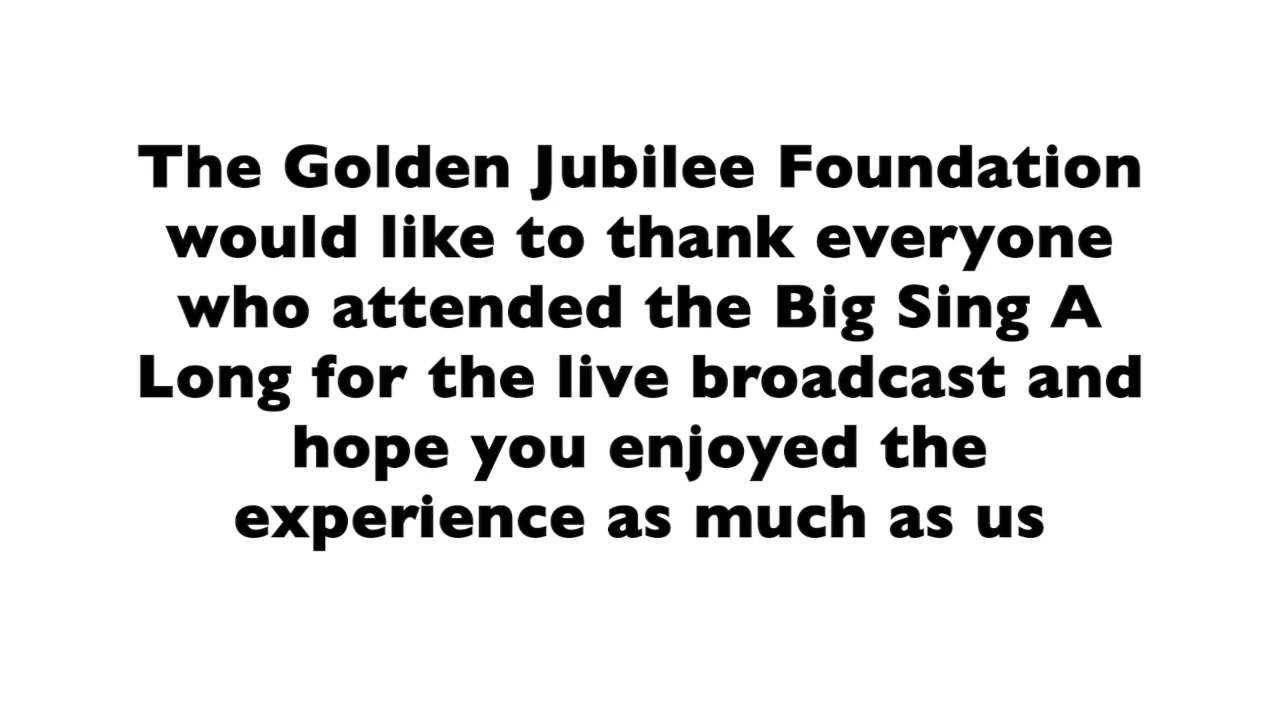 The Golden Jubilee Foundation
would like to thank everyone
who attended the Big Sing A
Long for the live broadcast and
hope you enjoyed the
experience as much as us